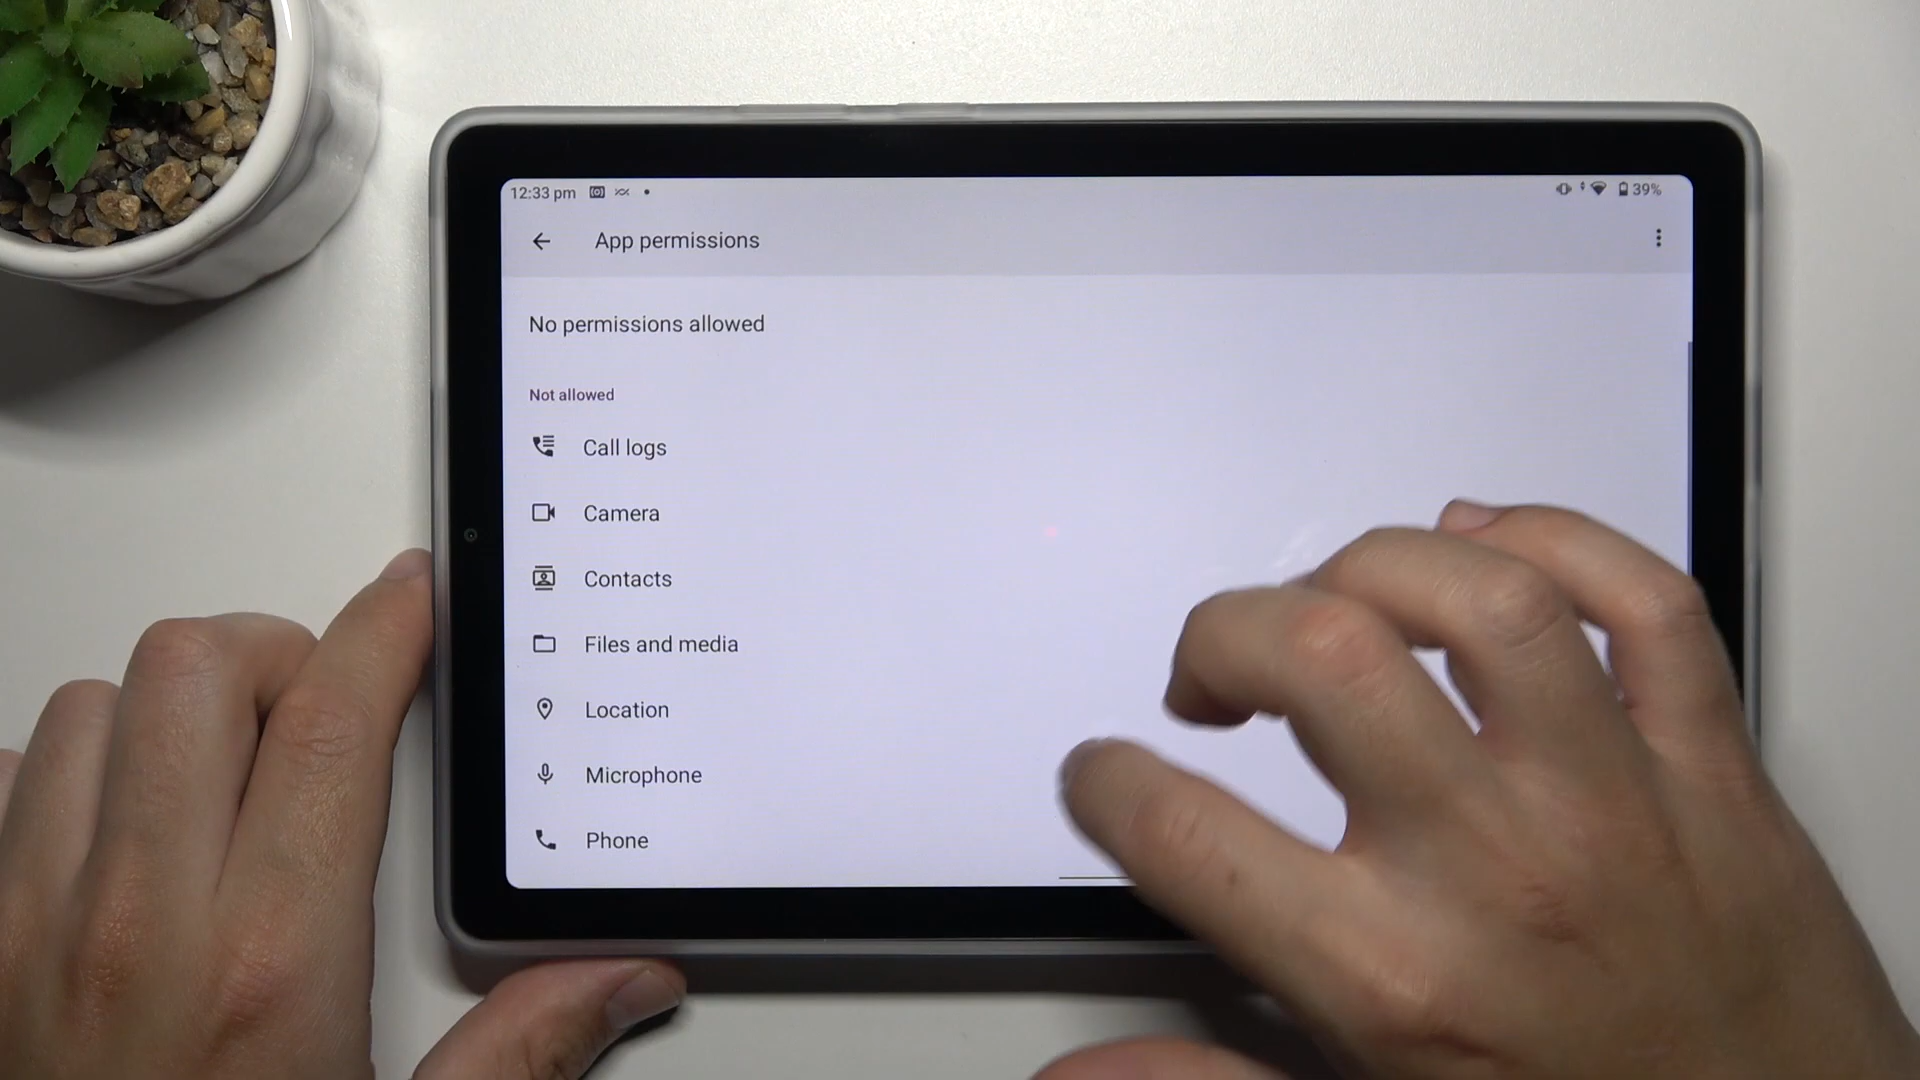 12:33 pm
39%
App permissions
No permissions allowed
Not allowed
Call logs
Camera
Contacts
Files and media
Location
Microphone
Phone